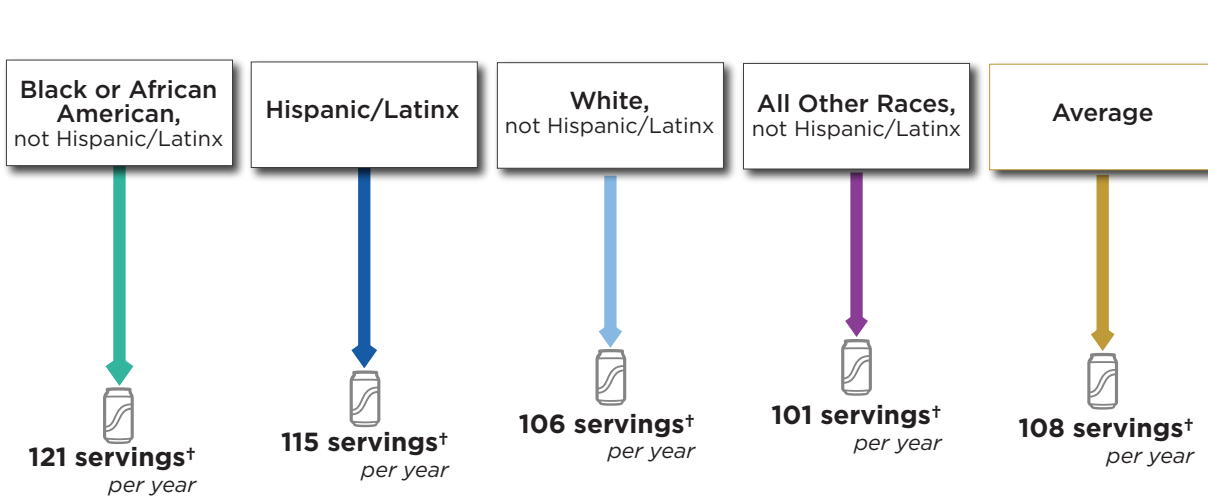 Black or African
American,
not Hispanic/Latinx
Hispanic/Latinx
White,
not Hispanic/Latinx
All Other Races,
not Hispanic/Latinx
Average
121 servings†
per year
115 servings†
per year
106 servings†
per year
101 servings†
per year
108 servings†
per year